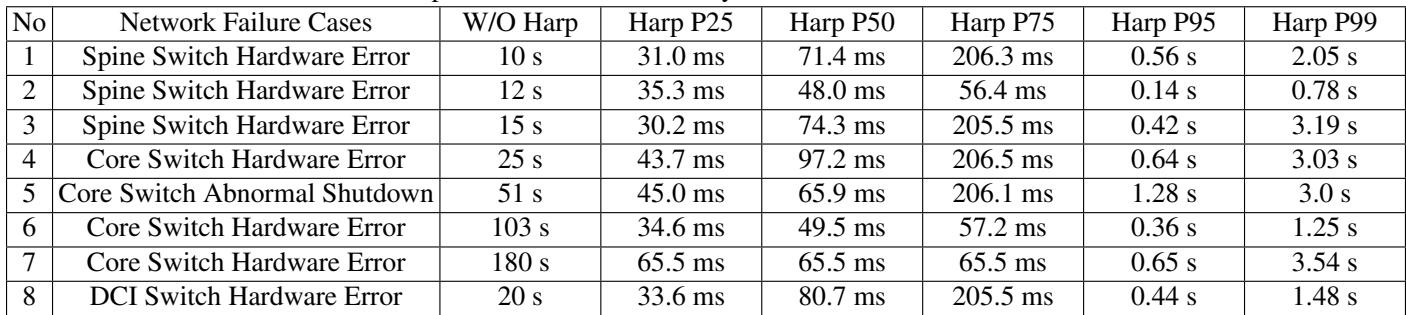 No Network Failure Cases W/O Harp Harp P25 Harp P50 Harp P75 Harp P95 Harp P99
1 Spine Switch Hardware Error 10 s 31.0 ms 71.4 ms 206.3 ms 0.56 s 2.05 s
2 Spine Switch Hardware Error 12 s 35.3 ms 48.0 ms 56.4 ms 0.14 s 0.78 s
3 Spine Switch Hardware Error 15 s 30.2 ms 74.3 ms 205.5 ms 0.42 s 3.19 s
4 Core Switch Hardware Error 25 s 43.7 ms 97.2 ms 206.5 ms 0.64 s 3.03 s
5 Core Switch Abnormal Shutdown 51 s 45.0 ms 65.9 ms 206.1 ms 1.28 s 3.0 s
6 Core Switch Hardware Error 103 s 34.6 ms 49.5 ms 57.2 ms 0.36 s 1.25 s
7 Core Switch Hardware Error 180 s 65.5 ms 65.5 ms 65.5 ms 0.65 s 3.54 s
8 DCI Switch Hardware Error 20 s 33.6 ms 80.7 ms 205.5 ms 0.44 s 1.48 s